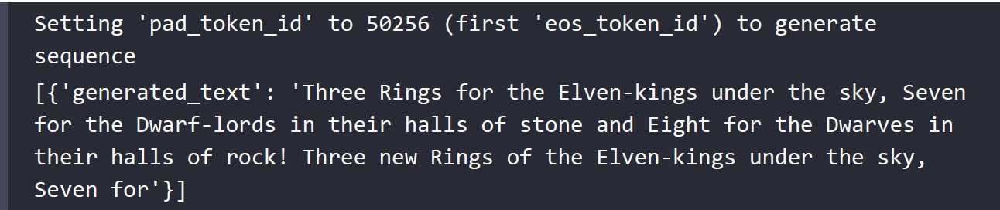 Setting 'pad_token_id' to 50256 (first 'eos_token_id') to generate
sequence
[{'generated_text': 'Three Rings for the Elven-kings under the sky, Seven
for the Dwarf-lords in their halls of stone and Eight for the Dwarves in
their halls of rock! Three new Rings of the Elven-kings under the sky,
Seven for'}]